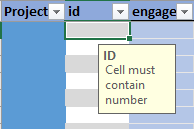 Project id engage
ID
Cell must
contain
number